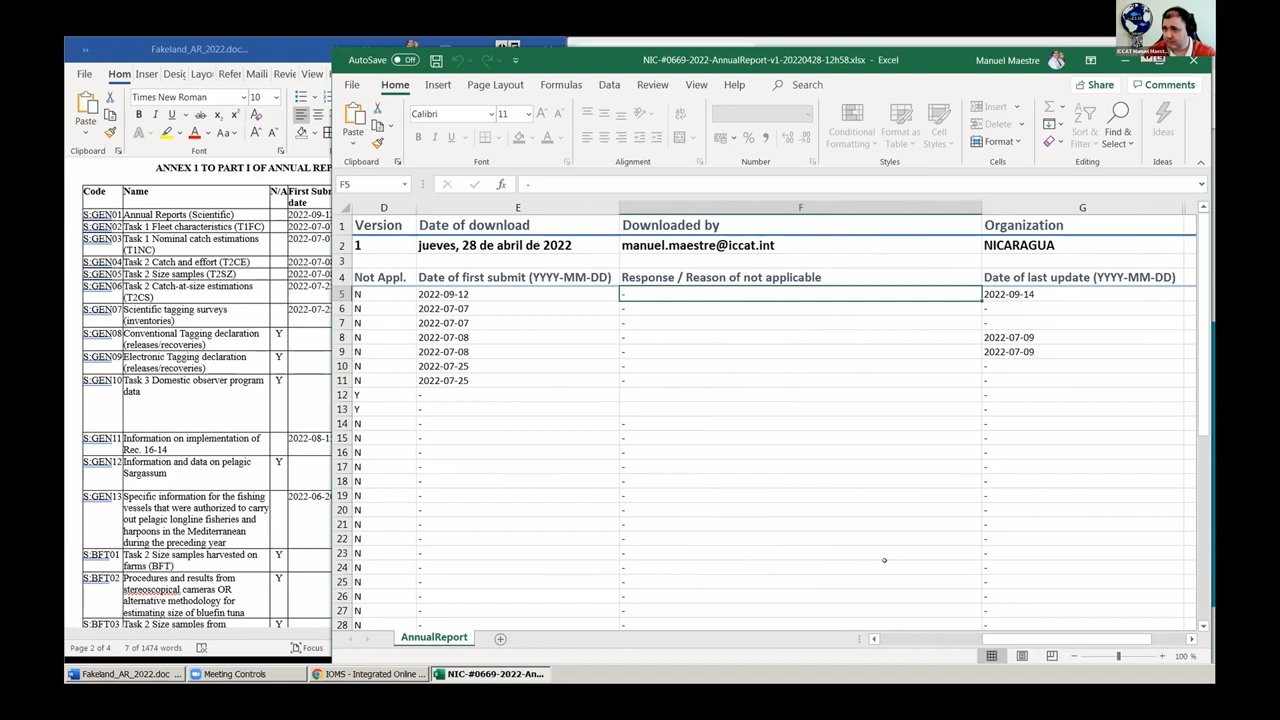 Fakeland_AR_2022.doc...
File Hom Inser Desig Layou Refer Maili Review View
Times New Roman 10
Paste
B I U
Clipboard Font
ANNEX 1 TO PART I OF ANNUAL REP
Code Name N/A First Subm
date
S:GEN01 Annual Reports (Scientific) 2022-09-12
S:GEN02 Task 1 Fleet characteristics (T1FC) 2022-07-07
S:GEN03 Task 1 Nominal catch estimations 2022-07-07
(T1NC)
S:GEN04 Task 2 Catch and effort (T2CE) 2022-07-08
S:GEN05 Task 2 Size samples (T2SZ) 2022-07-08
S:GEN06 Task 2 Catch-at-size estimations 2022-07-25
(T2CS)
S:GEN07 Scientific tagging surveys 2022-07-25
(inventories)
S:GEN08 Conventional Tagging declaration Y
(releases/recoveries)
S:GEN09 Electronic Tagging declaration Y
(releases/recoveries)
S:GEN10 Task 3 Domestic observer program Y
data
S:GEN11 Information on implementation of 2022-08-1
Rec. 16-14
S:GEN12 Information and data on pelagic Y
Sargassum
S:GEN13 Specific information for the fishing 2022-06-20
vessels that were authorized to carry
out pelagic longline fisheries and
harpoons in the Mediterranean
during the preceding year
S:BFT01 Task 2 Size samples harvested on Y
farms (BFT)
S:BFT02 Procedures and results from Y
stereoscopical cameras OR
alternative methodology for
estimating size of bluefin tuna
S:BFT03 Task 2 Size samples from
Page 2 of 4 7 of 1474 words Focus
AutoSave Off NIC-#0669-2022-AnnualReport-v1-20220428-12h58.xlsx - Excel Manuel Maestre
File Home Insert Page Layout Formulas Data Review View Help Search Share Comments
Paste Calibri 11 Conditional Formatting Format as Table Cell Styles Insert Delete Format Sort & Filter Find & Select Ideas
Clipboard Font Alignment Number Styles Cells Editing Ideas
F5 fx -
D E F G
1 Version Date of download Downloaded by Organization
2 1 jueves, 28 de abril de 2022 manuel.maestre@iccat.int NICARAGUA
3
4 Not Appl. Date of first submit (YYYY-MM-DD) Response / Reason of not applicable Date of last update (YYYY-MM-DD)
5 N 2022-09-12 - 2022-09-14
6 N 2022-07-07 - -
7 N 2022-07-07 - -
8 N 2022-07-08 - 2022-07-09
9 N 2022-07-08 - 2022-07-09
10 N 2022-07-25 - -
11 N 2022-07-25 - -
12 Y - -
13 Y - -
14 N - - -
15 N - - -
16 N - - -
17 N - - -
18 N - - -
19 N - - -
20 N - - -
21 N - - -
22 N - - -
23 N - - -
24 N - - -
25 N - - -
26 N - - -
27 N - - -
28 N - - -
AnnualReport
100 %
Fakeland_AR_2022.doc ... Meeting Controls IOMS - Integrated Online ... NIC-#0669-2022-An...
ICCAT Manuel Maest...